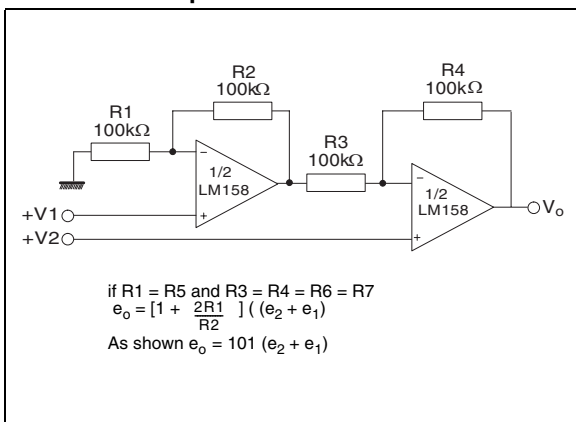 R2
100kΩ
R4
100kΩ
R1
100kΩ
R3
100kΩ
1/2
LM158
1/2
LM158
+V1
+V2
Vo
if R1 = R5 and R3 = R4 = R6 = R7
eo = [1 + 2R1/R2 ] ( (e2 + e1)
As shown eo = 101 (e2 + e1)